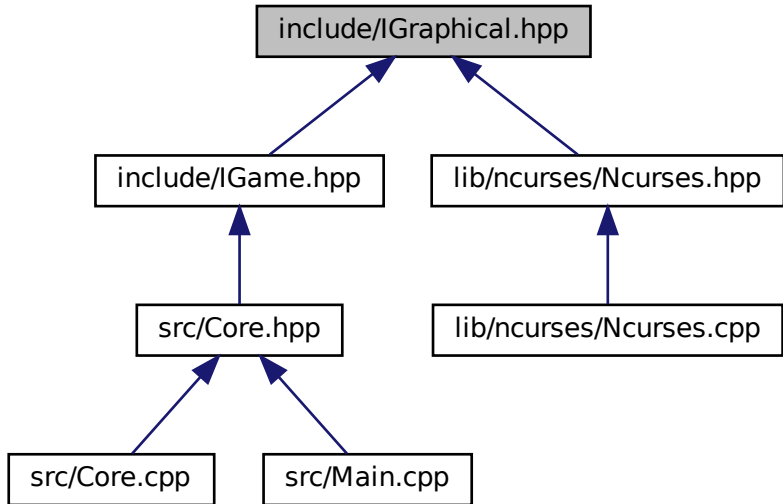 include/IGraphical.hpp
include/IGame.hpp
lib/ncurses/Ncurses.hpp
src/Core.hpp
lib/ncurses/Ncurses.cpp
src/Core.cpp
src/Main.cpp